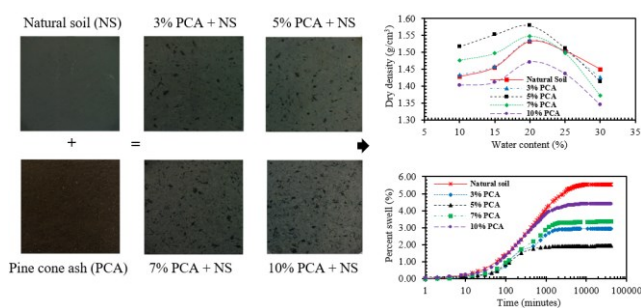 Natural soil (NS)
3% PCA + NS
5% PCA + NS
+
=
Pine cone ash (PCA)
7% PCA + NS
10% PCA + NS
Dry density (g/cm³)
1.60
1.55
1.50
1.45
1.40
1.35
1.30
Natural Soil
3% PCA
5% PCA
7% PCA
10% PCA
5 10 15 20 25 30 35
Water content (%)
Percent swell (%)
6.00
5.00
4.00
3.00
2.00
1.00
0.00
Natural soil
3% PCA
5% PCA
7% PCA
10% PCA
1 10 100 1000 10000 100000
Time (minutes)